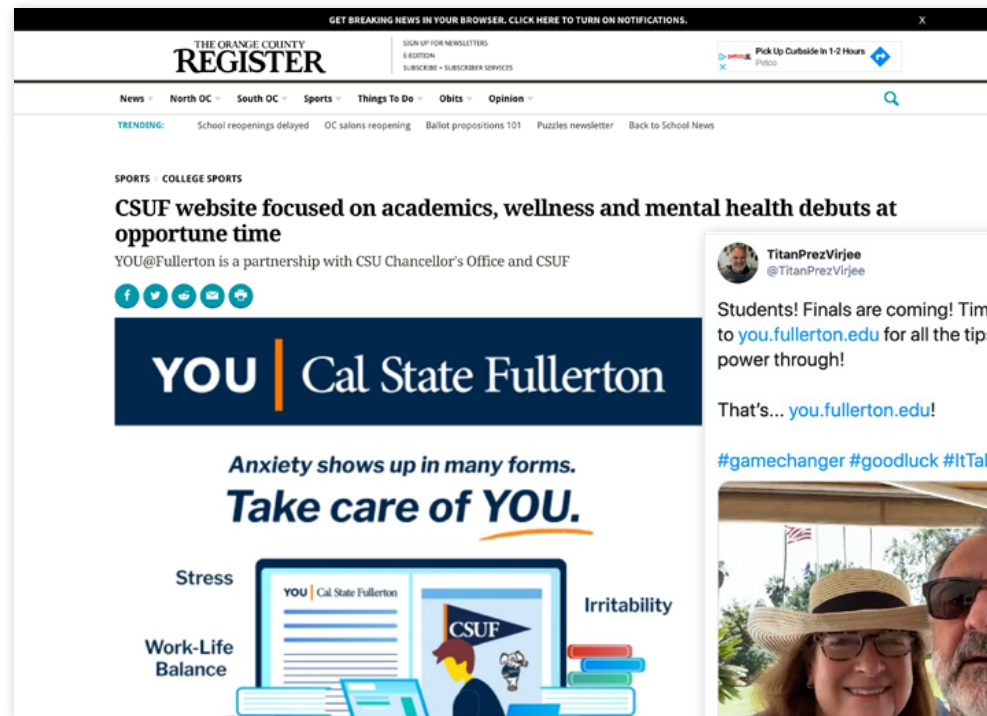 GET BREAKING NEWS IN YOUR BROWSER. CLICK HERE TO TURN ON NOTIFICATIONS.
X
THE ORANGE COUNTY
REGISTER
SIGN UP FOR NEWSLETTERS
E-EDITION
SUBSCRIBE + SUBSCRIBER SERVICES
petco
Pick Up Curbside In 1-2 Hours
Petco
News
North OC
South OC
Sports
Things To Do
Obits
Opinion
TRENDING:
School reopenings delayed
OC salons reopening
Ballot propositions 101
Puzzles newsletter
Back to School News
SPORTS
COLLEGE SPORTS
CSUF website focused on academics, wellness and mental health debuts at
opportune time
YOU@Fullerton is a partnership with CSU Chancellor's Office and CSUF
YOU | Cal State Fullerton
Anxiety shows up in many forms.
Take care of YOU.
Stress
YOU | Cal State Fullerton
CSUF
Irritability
Work-Life
Balance
TitanPrezVirjee
@TitanPrezVirjee
Students! Finals are coming! Tim
to you.fullerton.edu for all the tips
power through!
That's... you.fullerton.edu!
#gamechanger #goodluck #ItTal